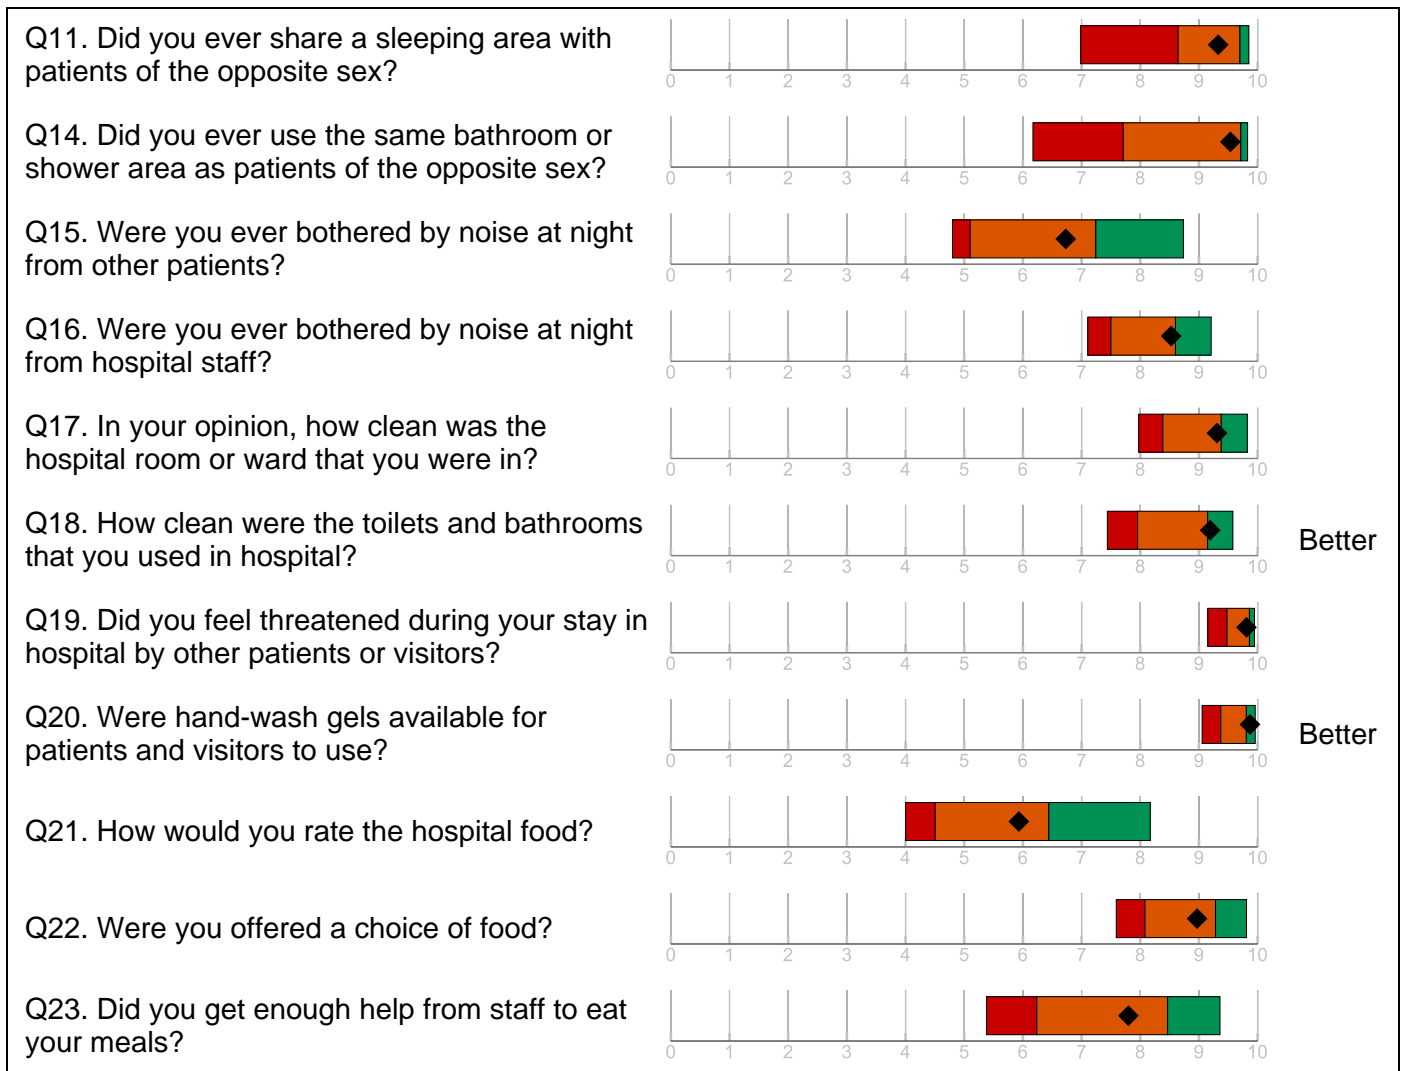 Q11. Did you ever share a sleeping area with
patients of the opposite sex?
0 1 2 3 4 5 6 7 8 9 10
Q14. Did you ever use the same bathroom or
shower area as patients of the opposite sex?
0 1 2 3 4 5 6 7 8 9 10
Q15. Were you ever bothered by noise at night
from other patients?
0 1 2 3 4 5 6 7 8 9 10
Q16. Were you ever bothered by noise at night
from hospital staff?
0 1 2 3 4 5 6 7 8 9 10
Q17. In your opinion, how clean was the
hospital room or ward that you were in?
0 1 2 3 4 5 6 7 8 9 10
Q18. How clean were the toilets and bathrooms
that you used in hospital?
Better
0 1 2 3 4 5 6 7 8 9 10
Q19. Did you feel threatened during your stay in
hospital by other patients or visitors?
0 1 2 3 4 5 6 7 8 9 10
Q20. Were hand-wash gels available for
patients and visitors to use?
Better
0 1 2 3 4 5 6 7 8 9 10
Q21. How would you rate the hospital food?
0 1 2 3 4 5 6 7 8 9 10
Q22. Were you offered a choice of food?
0 1 2 3 4 5 6 7 8 9 10
Q23. Did you get enough help from staff to eat
your meals?
0 1 2 3 4 5 6 7 8 9 10